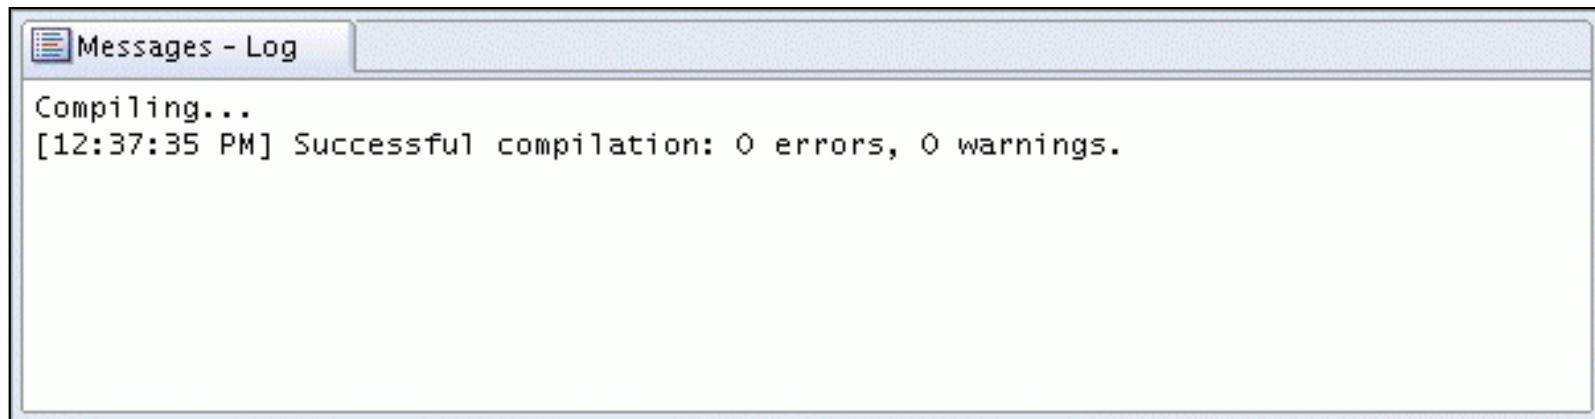 Messages - Log
Compiling...
[12:37:35 PM] Successful compilation: 0 errors, 0 warnings.